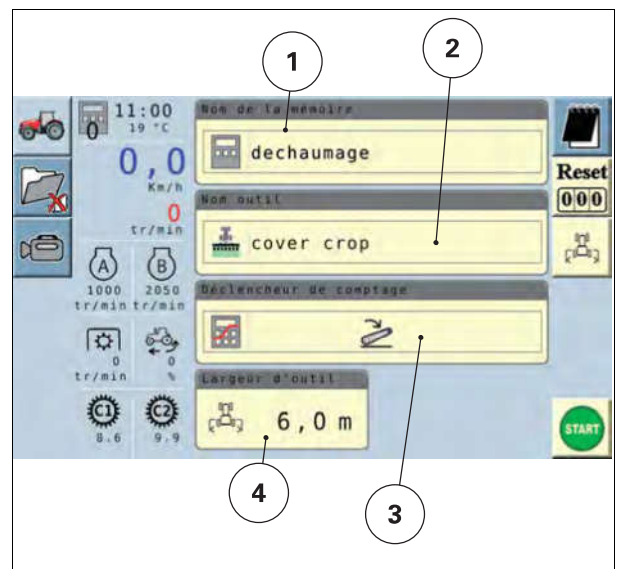 1
2
11:00
19 °C
0
0,0
Km/h
0
tr/min
A
B
1000
2050
tr/min tr/min
0
0
tr/min
%
C1
C2
8.6
9.9
Nom de la mémoire
dechaumage
Nom outil
cover crop
Déclencheur de comptage
Largeur d'outil
6,0 m
Reset
000
START
4
3